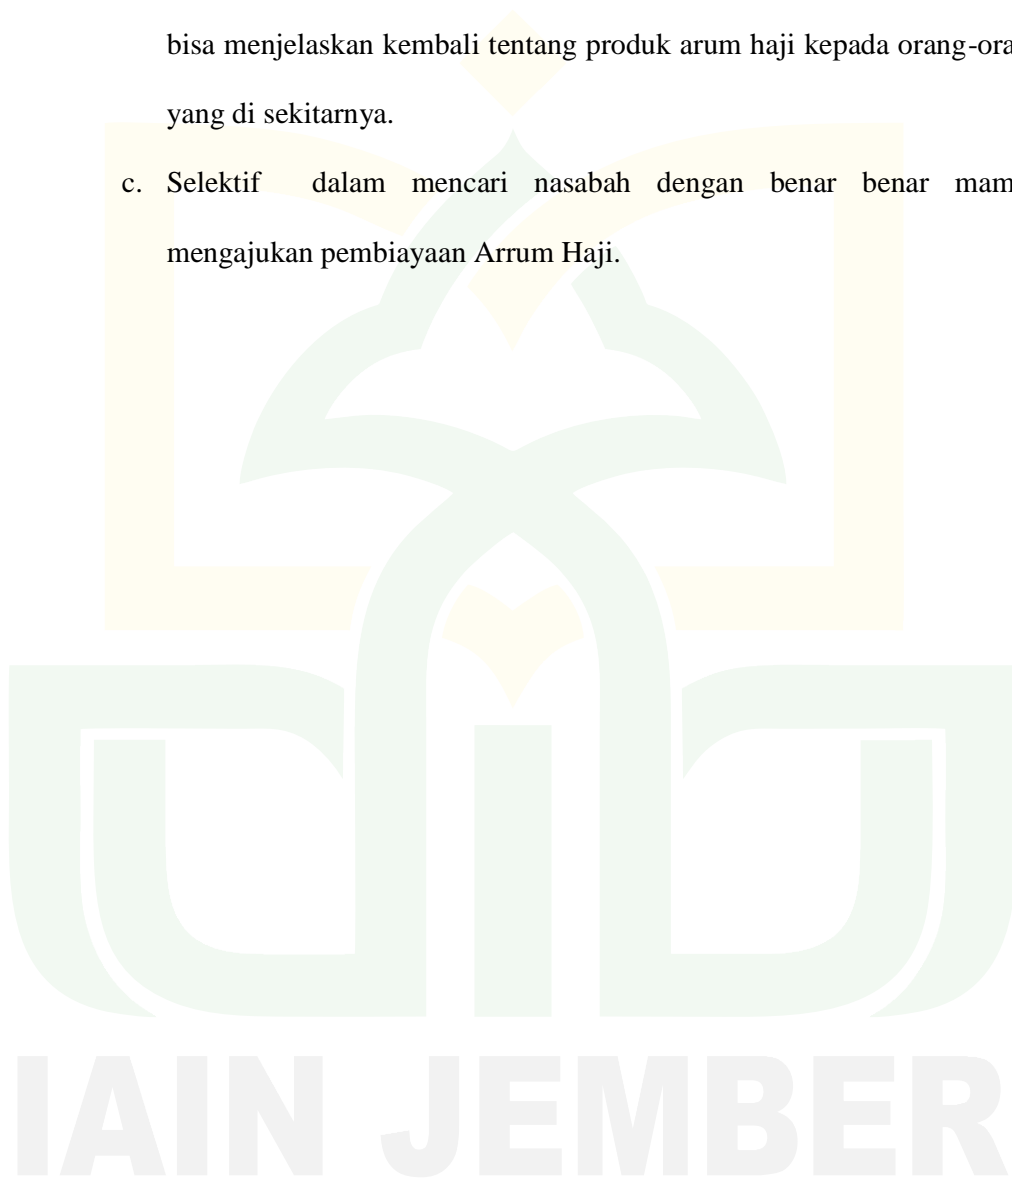 bisa menjelaskan kembali tentang produk arum haji kepada orang-ora
yang di sekitarnya.
c. Selektif dalam mencari nasabah dengan benar benar mam
mengajukan pembiayaan Arrum Haji.
IAIN JEMBER